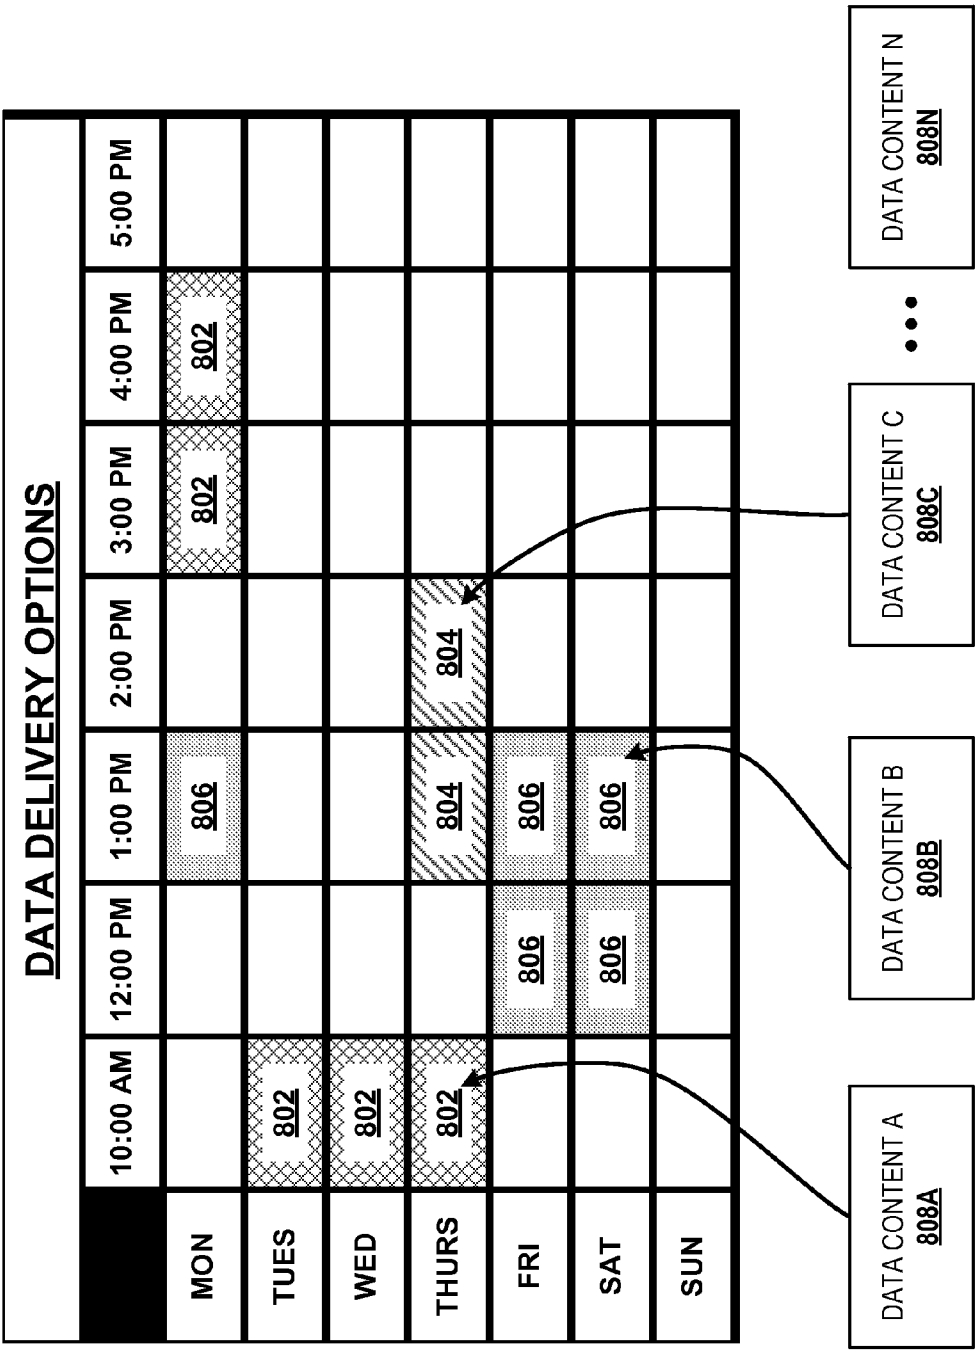 DATA DELIVERY OPTIONS
10:00 AM 12:00 PM 1:00 PM 2:00 PM 3:00 PM 4:00 PM 5:00 PM
MON 806 802 802
TUES 802
WED 802
THURS 802 804 804
FRI 806 806
SAT 806 806
SUN
DATA CONTENT A
808A
DATA CONTENT B
808B
DATA CONTENT C
808C
•••
DATA CONTENT N
808N